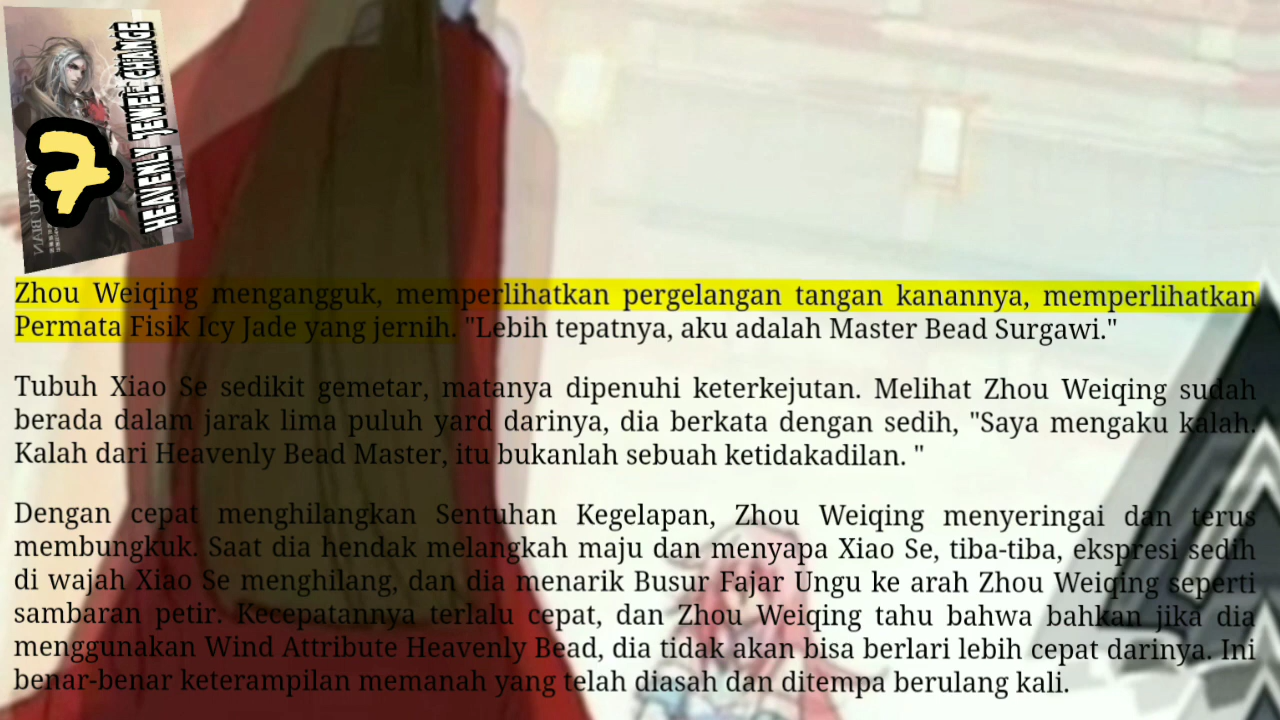 HEAVENLY JEWEL CHANGE
7
BIAN
Zhou Weiqing mengangguk, memperlihatkan pergelangan tangan kanannya, memperlihatkan
Permata Fisik Icy Jade yang jernih. "Lebih tepatnya, aku adalah Master Bead Surgawi."
Tubuh Xiao Se sedikit gemetar, matanya dipenuhi keterkejutan. Melihat Zhou Weiqing sudah
berada dalam jarak lima puluh yard darinya, dia berkata dengan sedih, "Saya mengaku kalah.
Kalah dari Heavenly Bead Master, itu bukanlah sebuah ketidakadilan. "
Dengan cepat menghilangkan Sentuhan Kegelapan, Zhou Weiqing menyeringai dan terus
membungkuk. Saat dia hendak melangkah maju dan menyapa Xiao Se, tiba-tiba, ekspresi sedih
di wajah Xiao Se menghilang, dan dia menarik Busur Fajar Ungu ke arah Zhou Weiqing seperti
sambaran petir. Kecepatannya terlalu cepat, dan Zhou Weiqing tahu bahwa bahkan jika dia
menggunakan Wind Attribute Heavenly Bead, dia tidak akan bisa berlari lebih cepat darinya. Ini
benar-benar keterampilan memanah yang telah diasah dan ditempa berulang kali.